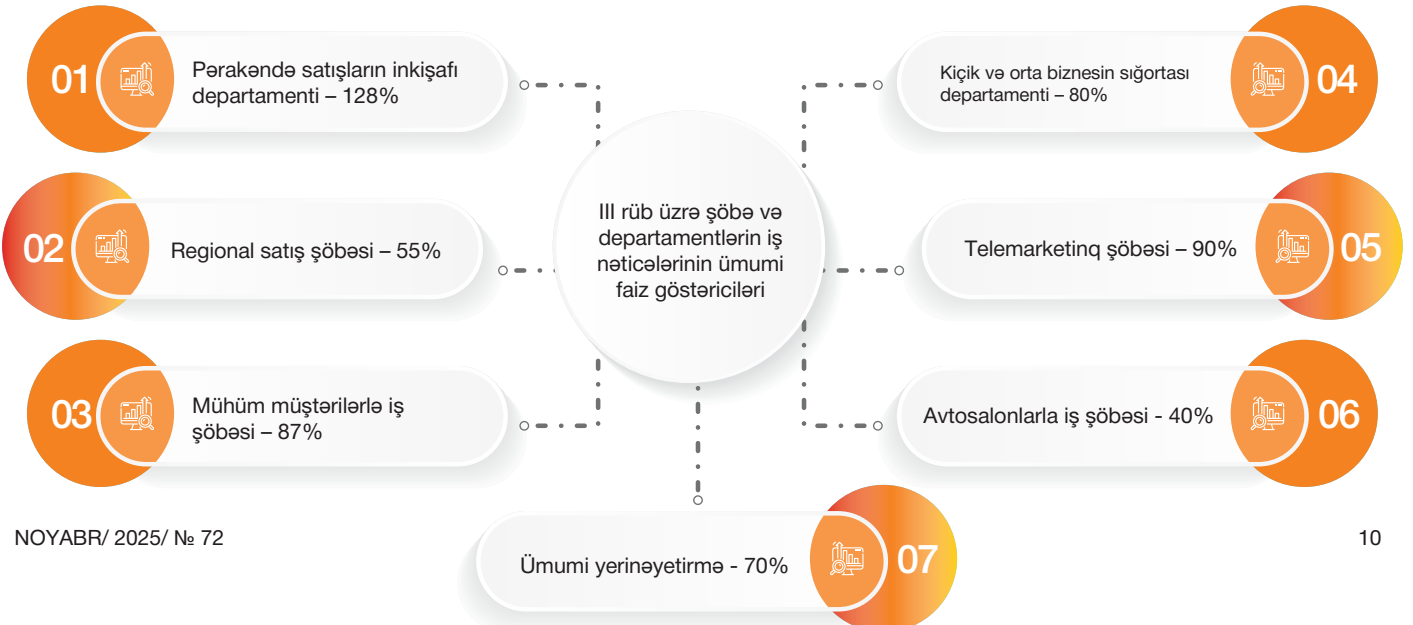 01
Pərakəndə satışların inkişafı
departamenti – 128%
02
Regional satış şöbəsi – 55%
03
Mühüm müştərilərlə iş
şöbəsi – 87%
III rüb üzrə şöbə və
departamentlərin iş
nəticələrinin ümumi
faiz göstəriciləri
Kiçik və orta biznesin sığortası
departamenti – 80%
04
Telemarketinq şöbəsi – 90%
05
Avtosalonlarla iş şöbəsi - 40%
06
Ümumi yerinəyetirmə - 70%
07
NOYABR/ 2025/ № 72
10